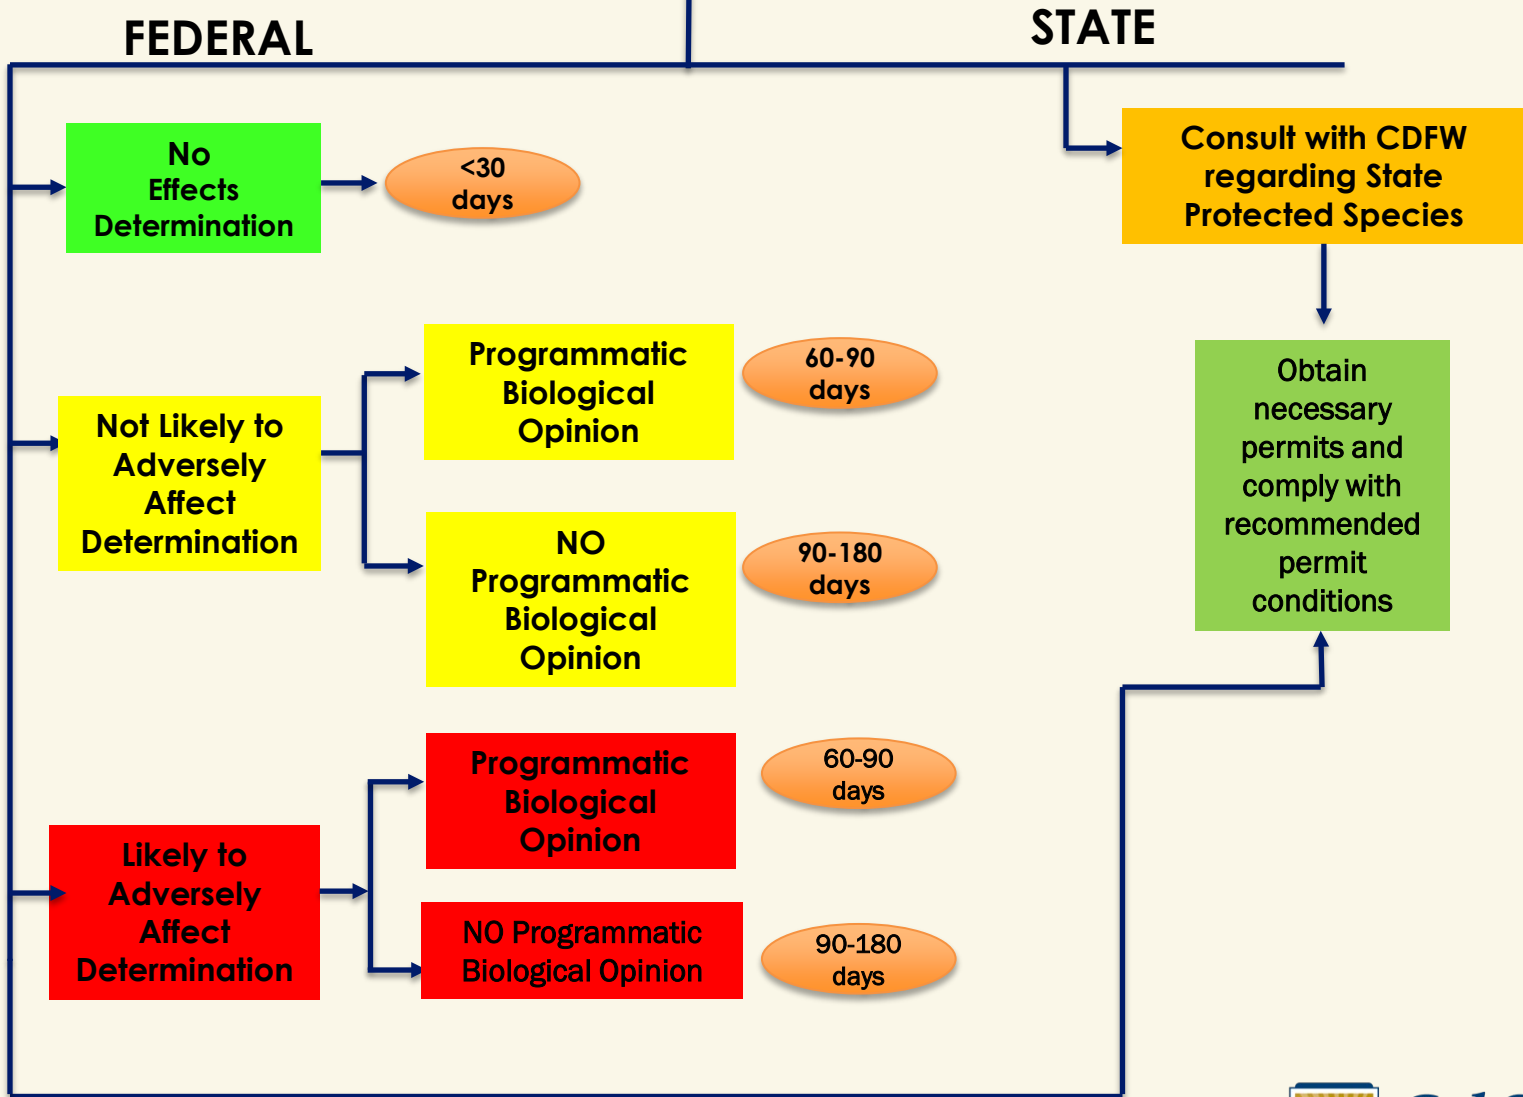 FEDERAL
STATE
No
Effects
Determination
<30
days
Consult with CDFW
regarding State
Protected Species
Programmatic
Biological
Opinion
60-90
days
Not Likely to
Adversely
Affect
Determination
NO
Programmatic
Biological
Opinion
90-180
days
Obtain
necessary
permits and
comply with
recommended
permit
conditions
Programmatic
Biological
Opinion
60-90
days
Likely to
Adversely
Affect
Determination
NO Programmatic
Biological Opinion
90-180
days